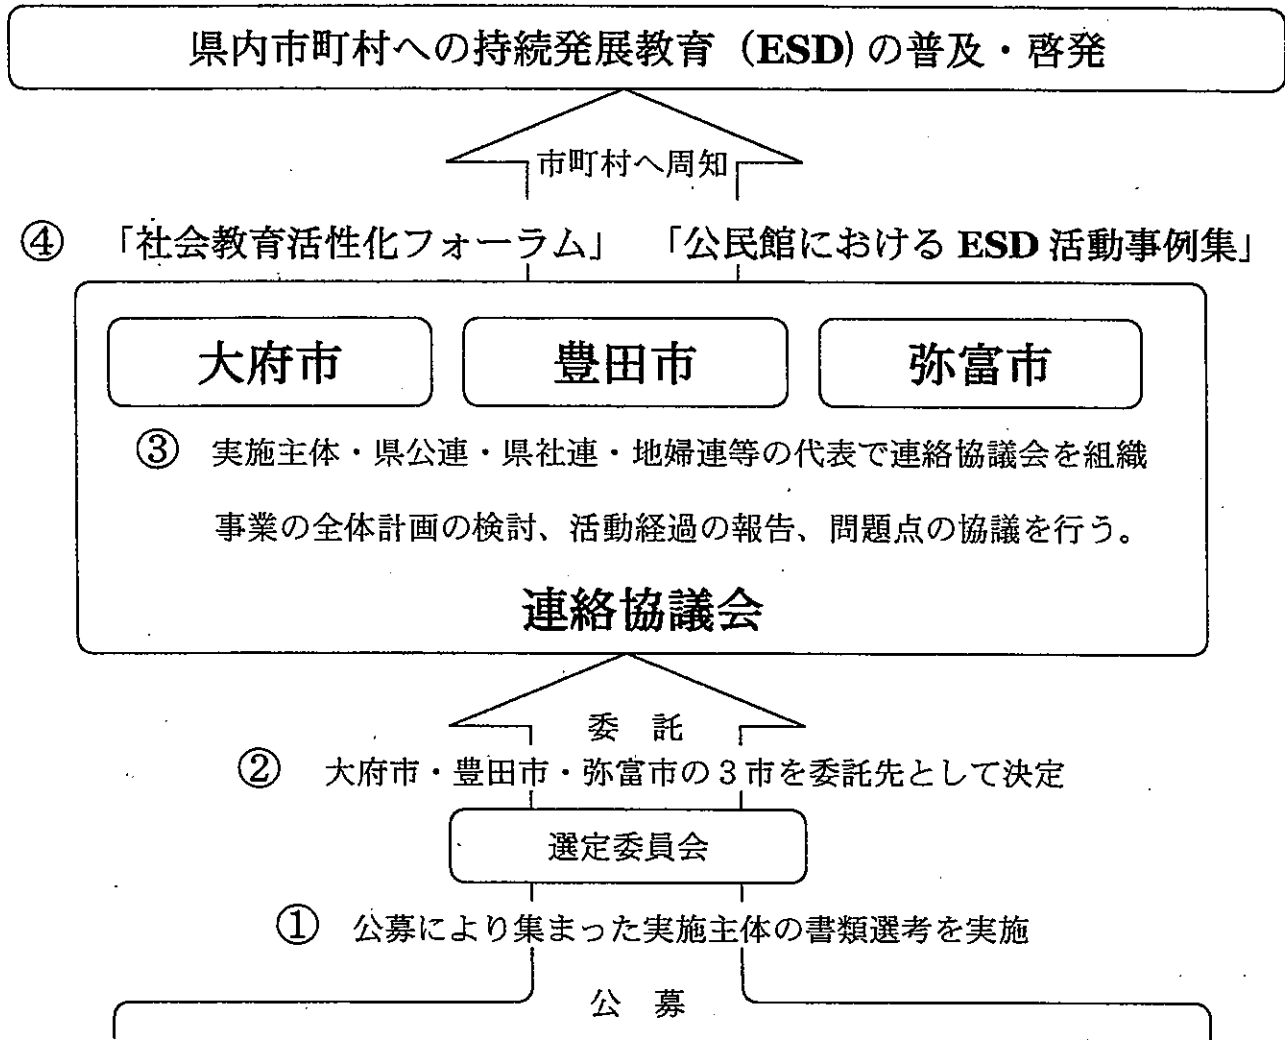 県内市町村への持続発展教育（ESD）の普及・啓発
市町村へ周知
④ 「社会教育活性化フォーラム」 「公民館における ESD 活動事例集」
大府市 豊田市 弥富市
③ 実施主体・県公連・県社連・地婦連等の代表で連絡協議会を組織
事業の全体計画の検討、活動経過の報告、問題点の協議を行う。
連絡協議会
委 託
② 大府市・豊田市・弥富市の３市を委託先として決定
選定委員会
① 公募により集まった実施主体の書類選考を実施
公 募